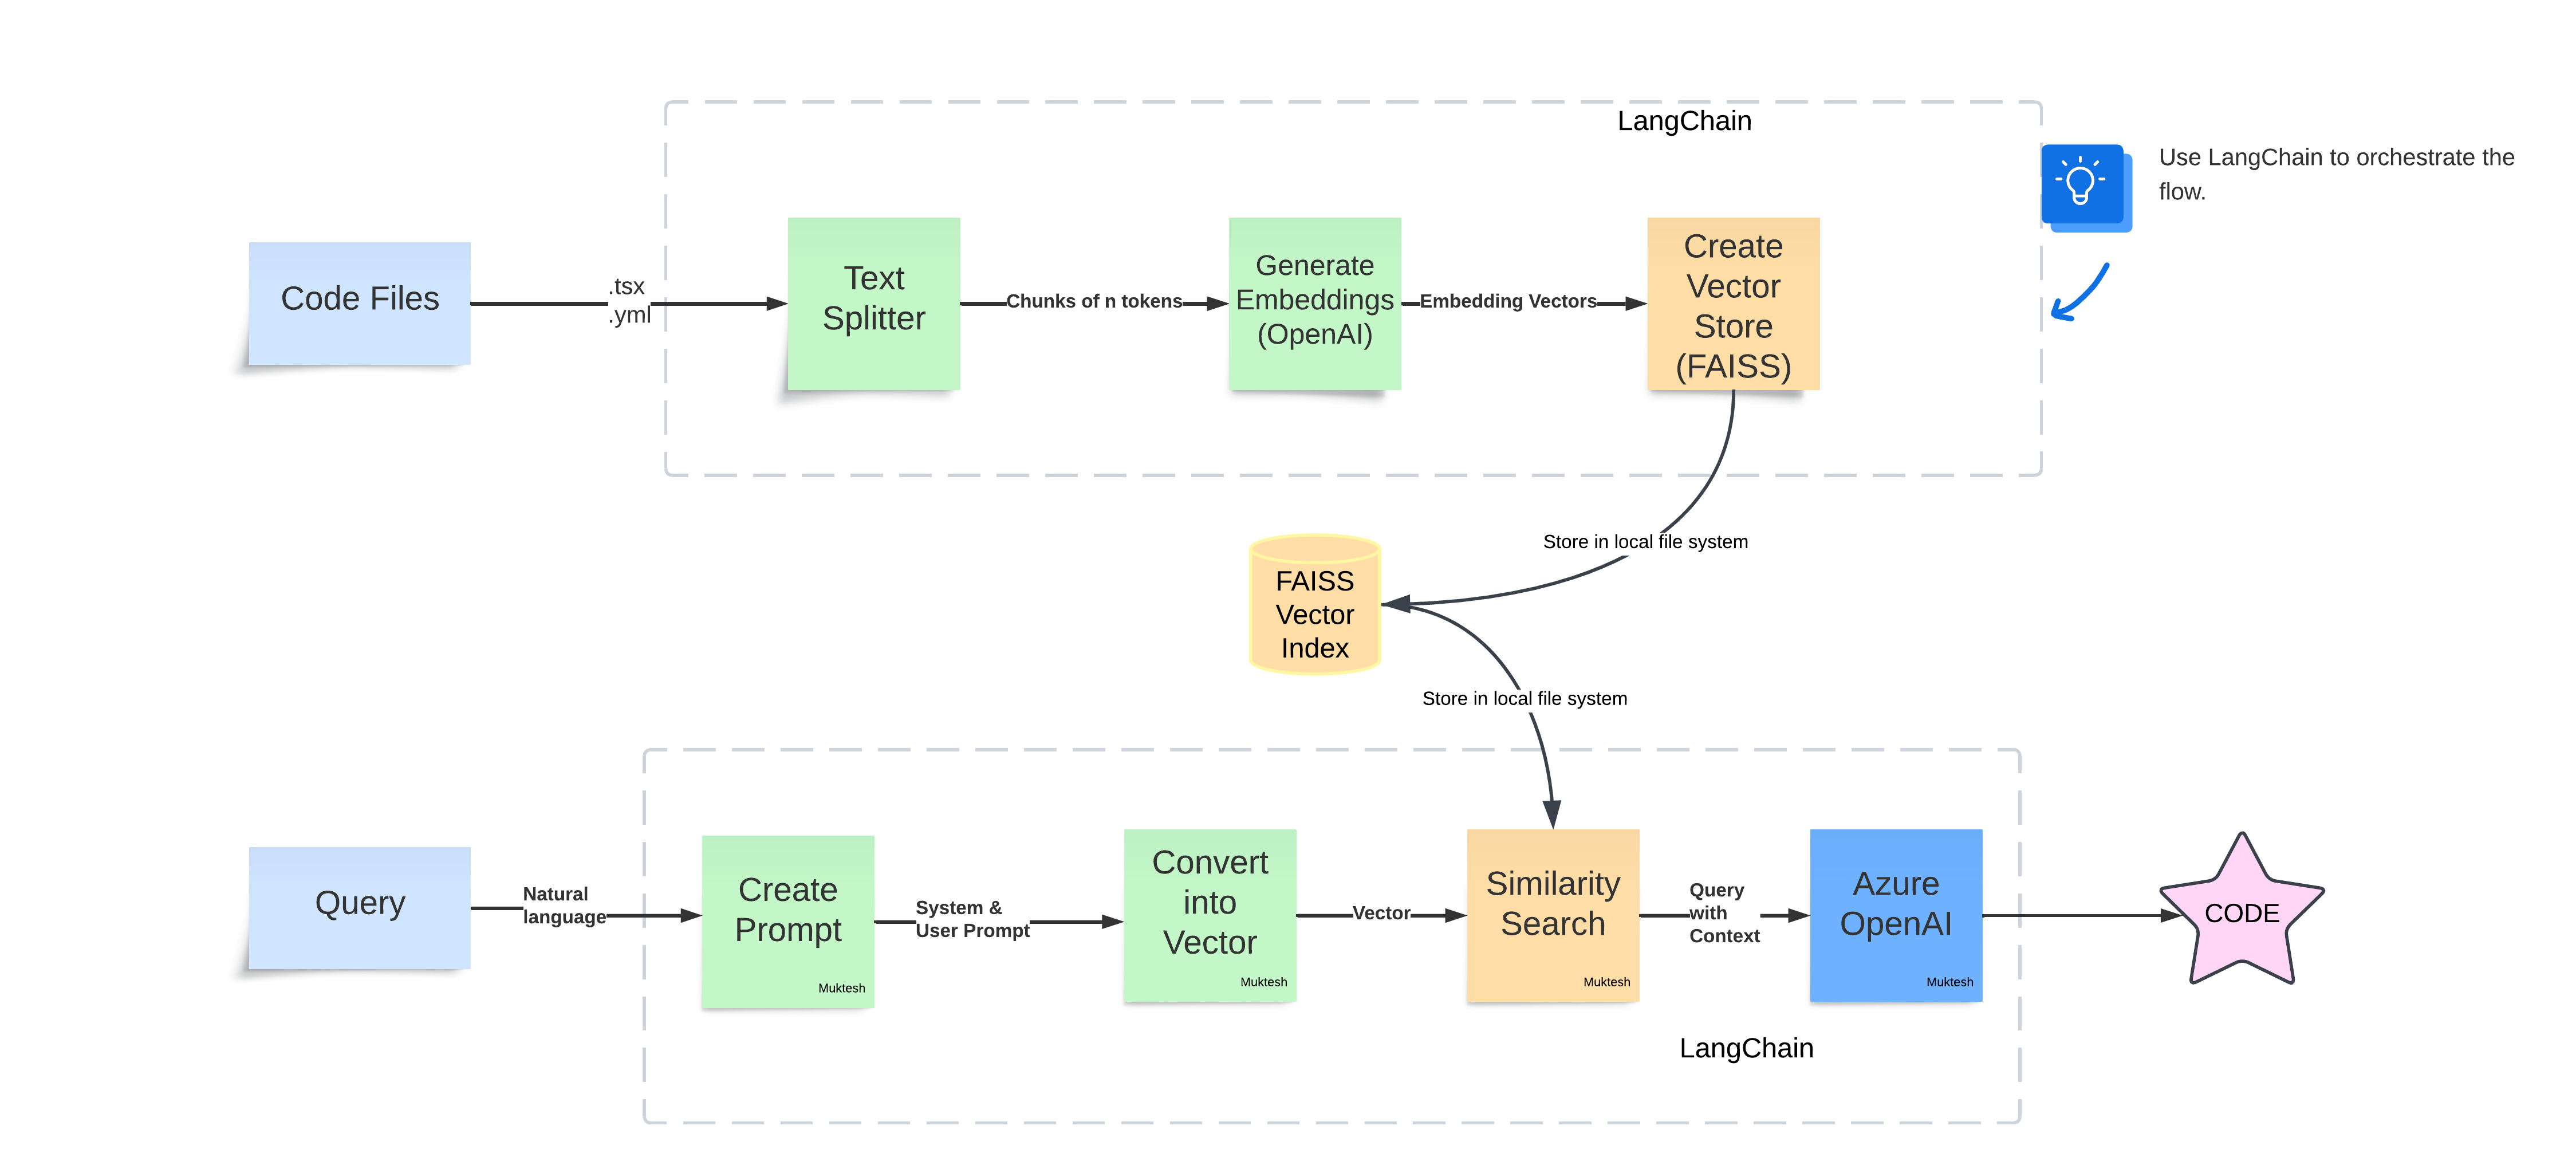 LangChain
Use LangChain to orchestrate the
flow.
Code Files
.tsx
.yml
Text
Splitter
Chunks of n tokens
Generate
Embeddings
(OpenAI)
Embedding Vectors
Create
Vector
Store
(FAISS)
Store in local file system
FAISS
Vector
Index
Store in local file system
Query
Natural
language
Create
Prompt
Muktesh
System &
User Prompt
Convert
into
Vector
Muktesh
Vector
Similarity
Search
Muktesh
Query
with
Context
Azure
OpenAI
Muktesh
CODE
LangChain